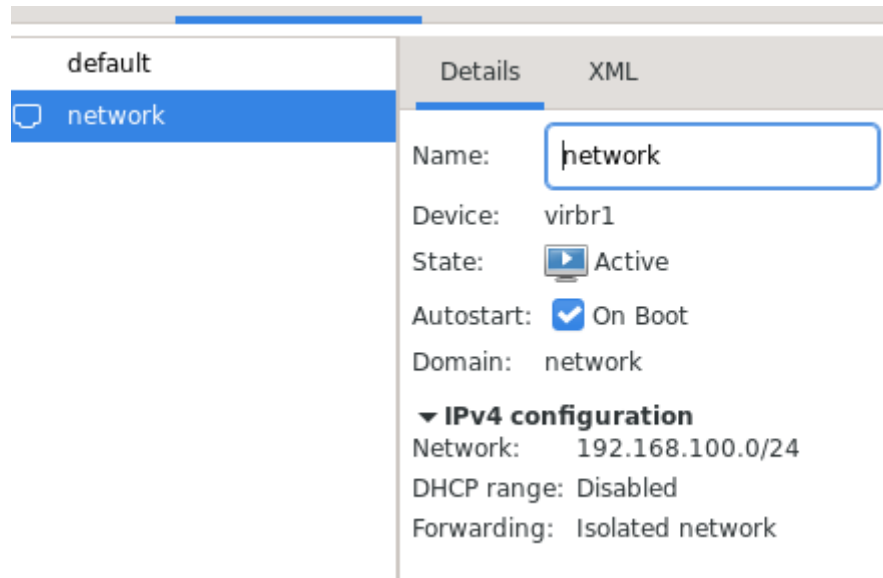 default
network
Details XML
Name: network
Device: virbr1
State: Active
Autostart: On Boot
Domain: network
IPv4 configuration
Network: 192.168.100.0/24
DHCP range: Disabled
Forwarding: Isolated network